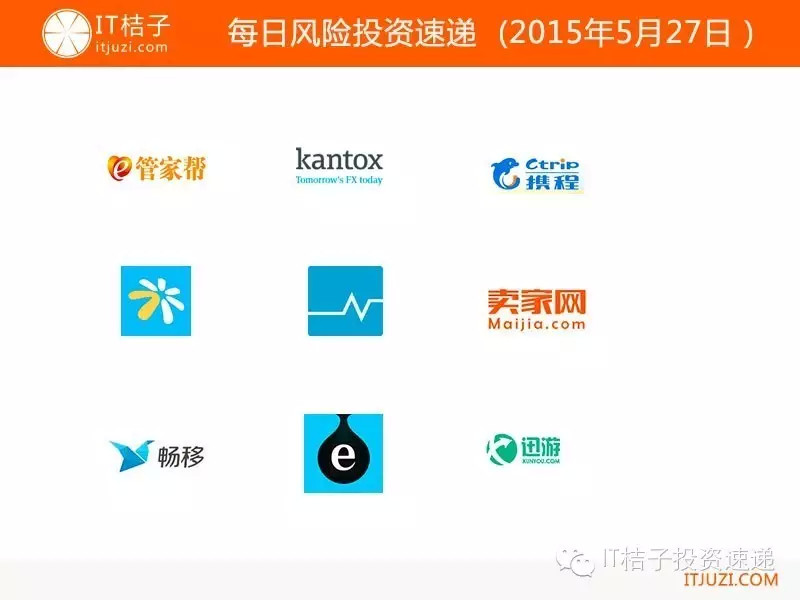 IT桔子
itjuzi.com
每日风险投资速递 (2015年5月27日 )
e 管家帮
kantox
Tomorrow's FX today
Ctrip
携程
卖家网
Maijia.com
畅移
e
迅游
XUNYOU.COM
IT桔子投资速递
ITJUZI.COM